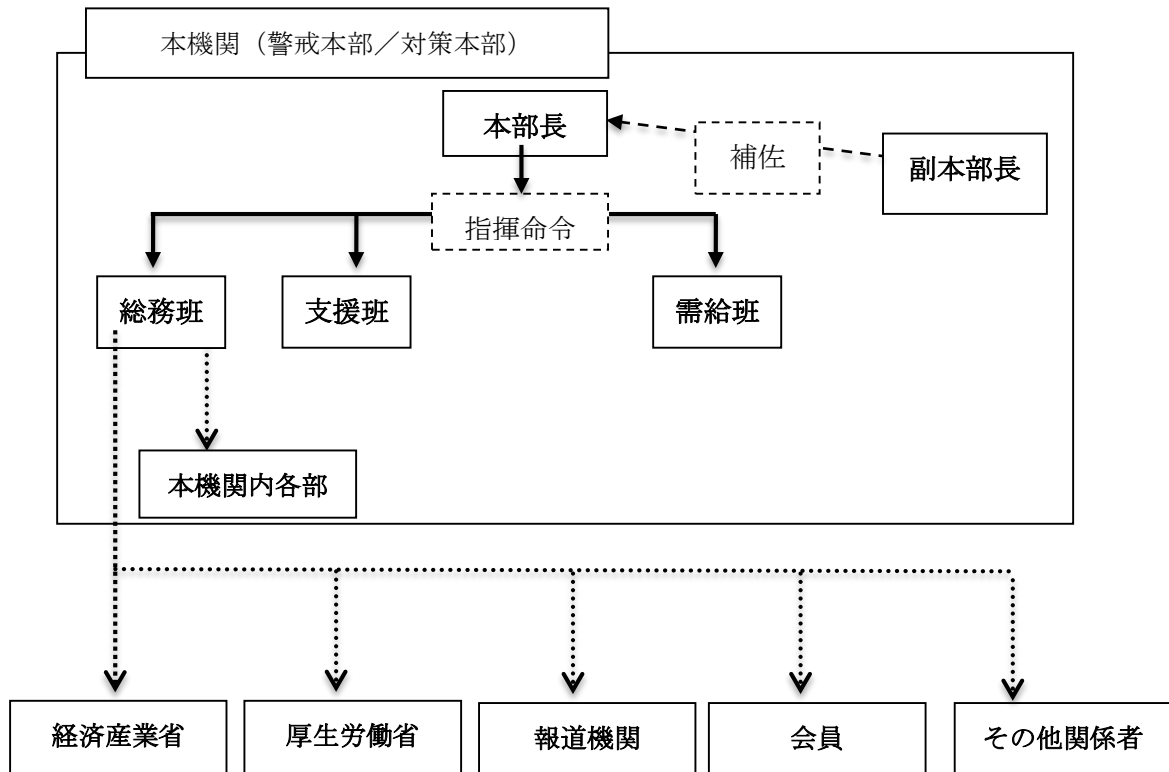 本機関（警戒本部／対策本部）
本部長
補佐
副本部長
指揮命令
総務班
支援班
需給班
本機関内各部
経済産業省
厚生労働省
報道機関
会員
その他関係者